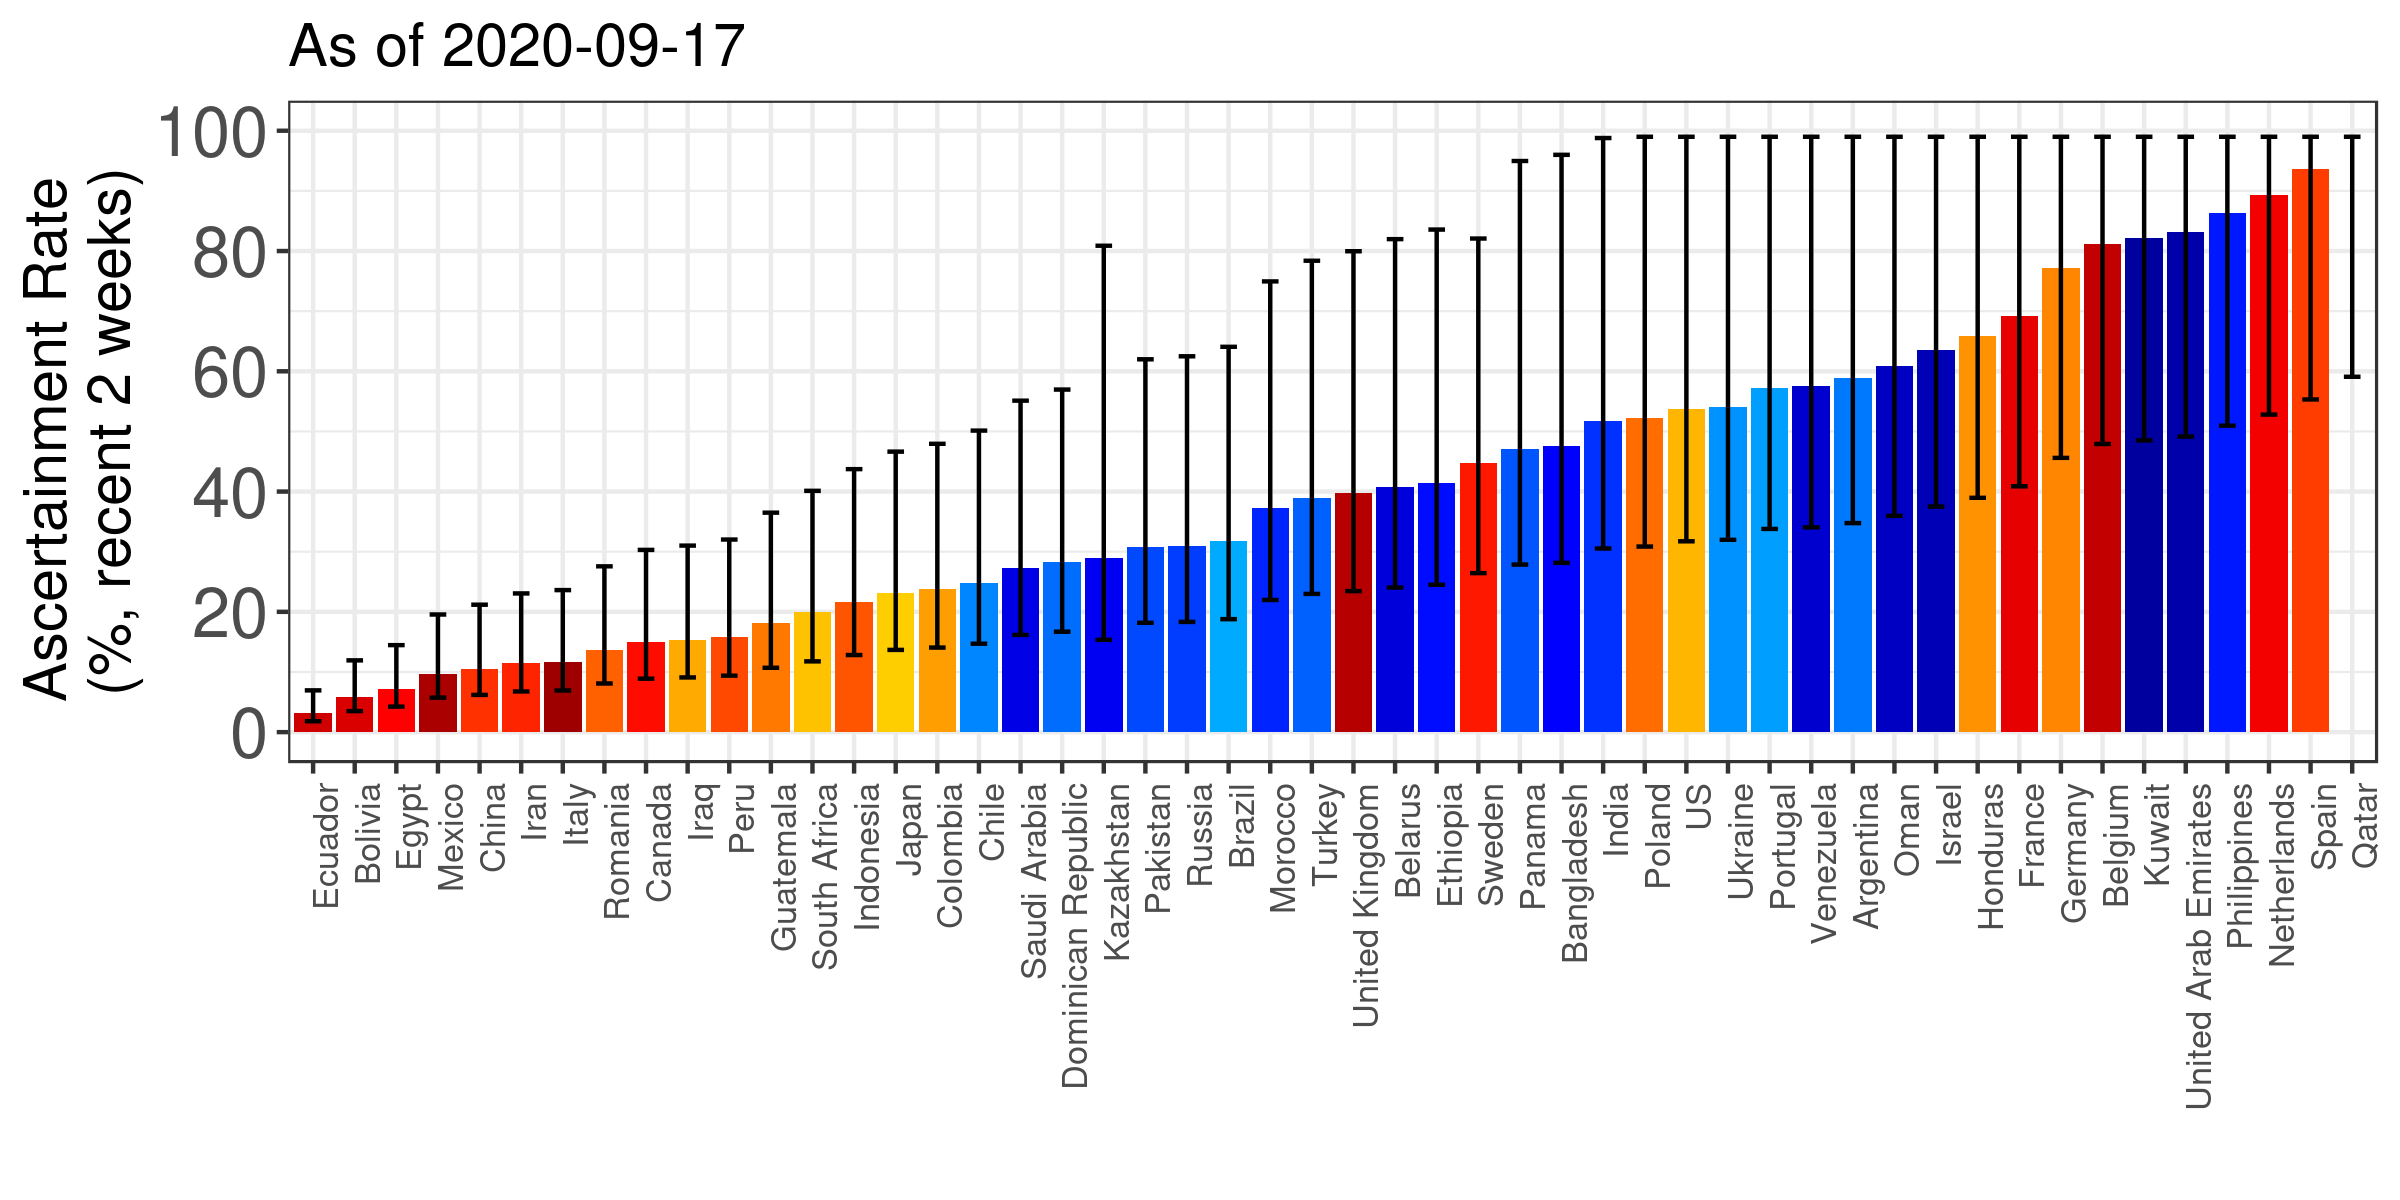 As of 2020-09-17
Ascertainment Rate
(%, recent 2 weeks)
100
80
60
40
20
0
Ecuador
Bolivia
Egypt
Mexico
China
Iran
Italy
Romania
Canada
Iraq
Peru
Guatemala
South Africa
Indonesia
Japan
Colombia
Chile
Saudi Arabia
Dominican Republic
Kazakhstan
Pakistan
Russia
Brazil
Morocco
Turkey
United Kingdom
Belarus
Ethiopia
Sweden
Panama
Bangladesh
India
Poland
US
Ukraine
Portugal
Venezuela
Argentina
Oman
Israel
Honduras
France
Germany
Belgium
Kuwait
United Arab Emirates
Philippines
Netherlands
Spain
Qatar